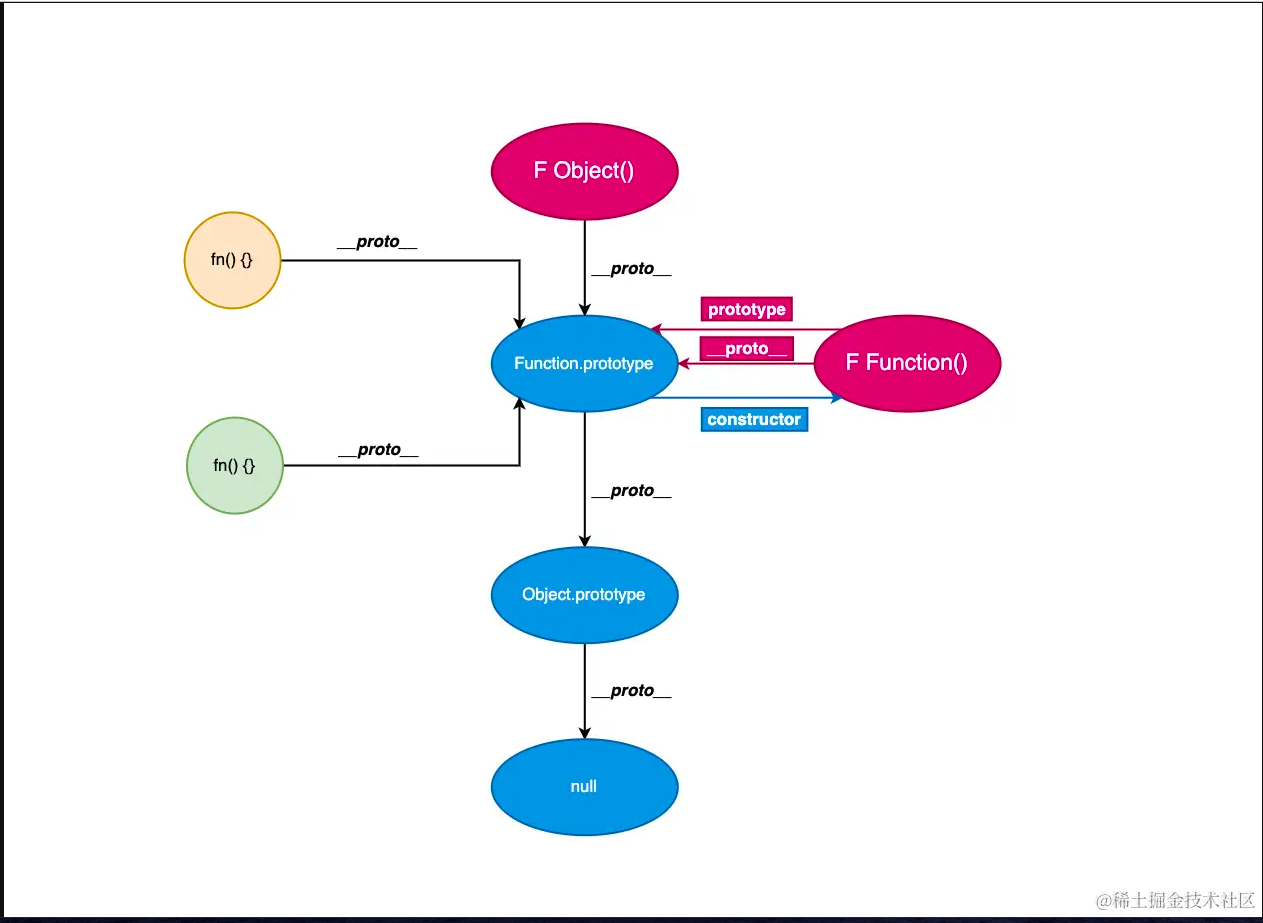 F Object()
__proto__
fn() {}
__proto__
prototype
__proto__
Function.prototype
F Function()
constructor
__proto__
fn() {}
__proto__
Object.prototype
__proto__
null
@稀土掘金技术社区